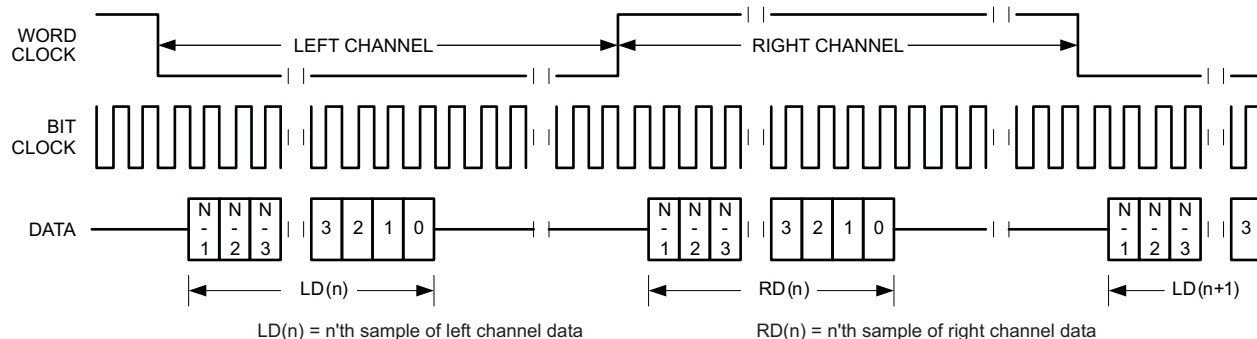 WORD
CLOCK
LEFT CHANNEL
RIGHT CHANNEL
BIT
CLOCK
DATA
N
-
1
N
-
2
N
-
3
3 2 1 0
N
-
1
N
-
2
N
-
3
3 2 1 0
N
-
1
N
-
2
N
-
3
3
LD(n)
RD(n)
LD(n+1)
LD(n) = n'th sample of left channel data
RD(n) = n'th sample of right channel data